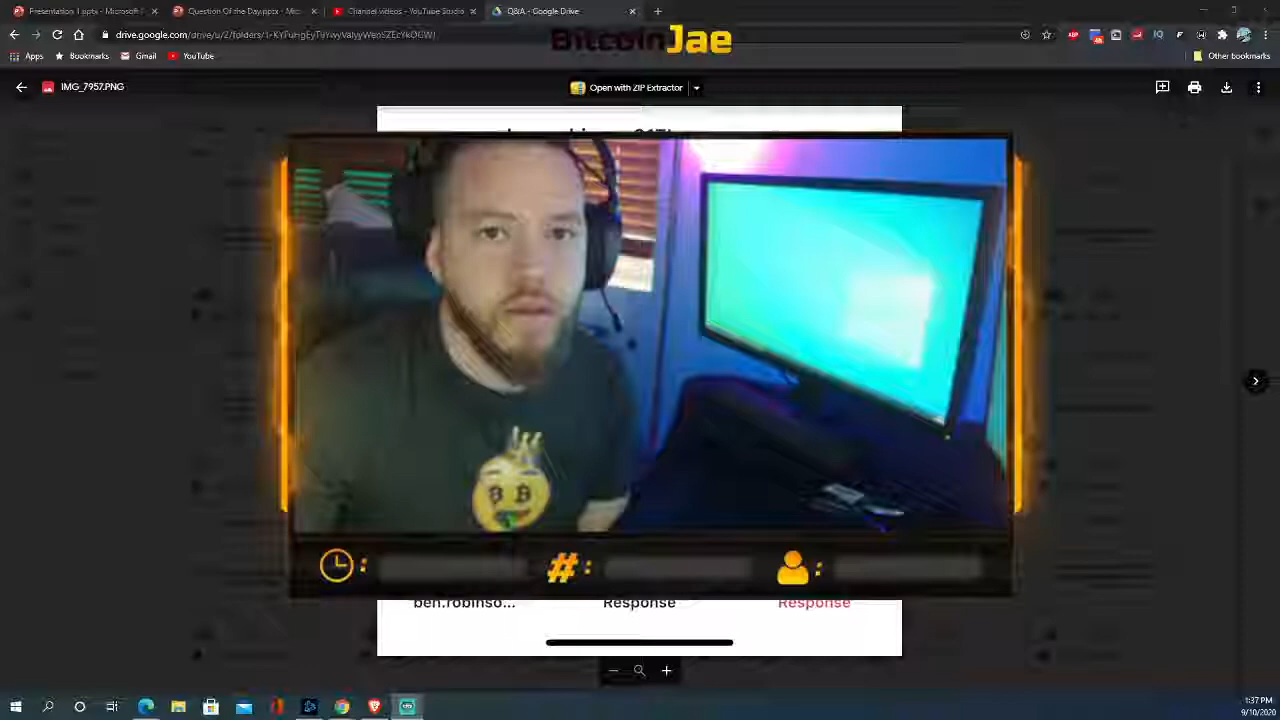 Presentation 1.pptx - Microsoft
Question Of the Day.pptx - Micr
Channel videos - YouTube Studio
Q&A - Google Drive
Apps
Bookmarks
Gmail
YouTube
Other bookmarks
BitcoinJae
IMG_7957.PNG
Open with ZIP Extractor
:
# :
:
ben.robinso...
Response
Response
1:37 PM
9/10/2020